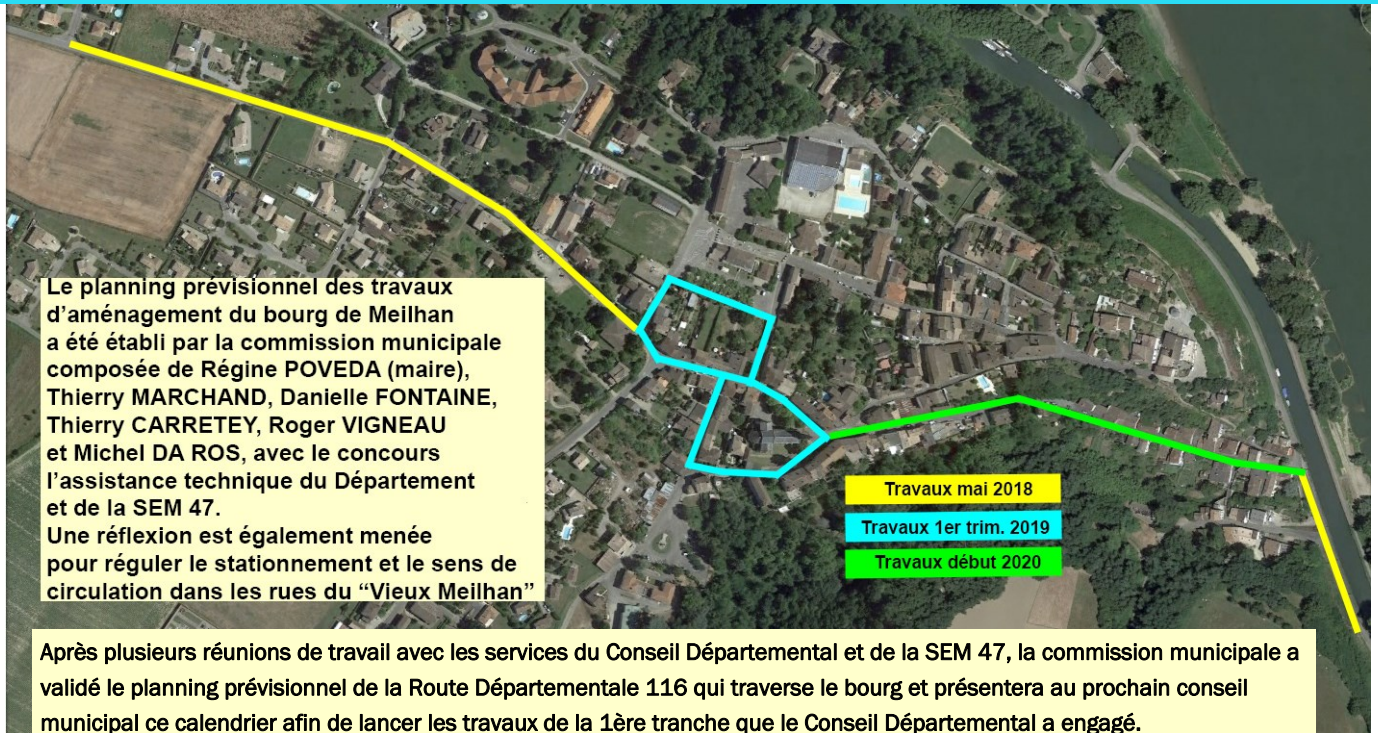 Le planning prévisionnel des travaux
d’aménagement du bourg de Meilhan
a été établi par la commission municipale
composée de Régine POVEDA (maire),
Thierry MARCHAND, Danielle FONTAINE,
Thierry CARRETEY, Roger VIGNEAU
et Michel DA ROS, avec le concours
l’assistance technique du Département
et de la SEM 47.
Une réflexion est également menée
pour réguler le stationnement et le sens de
circulation dans les rues du “Vieux Meilhan”
Travaux mai 2018
Travaux 1er trim. 2019
Travaux début 2020
Après plusieurs réunions de travail avec les services du Conseil Départemental et de la SEM 47, la commission municipale a
validé le planning prévisionnel de la Route Départementale 116 qui traverse le bourg et présentera au prochain conseil
municipal ce calendrier afin de lancer les travaux de la 1ère tranche que le Conseil Départemental a engagé.